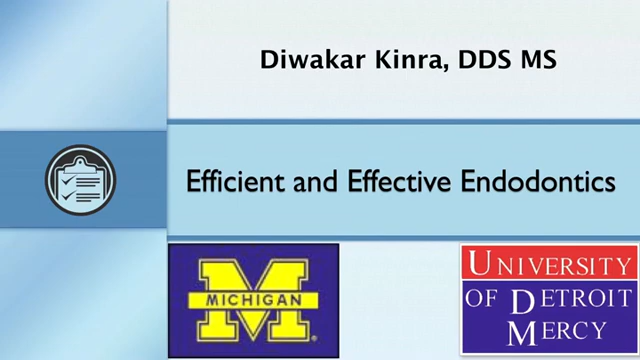 Diwakar Kinra, DDS MS
Efficient and Effective Endodontics
M
MICHIGAN
®
UNIVERSITY
OF DETROIT
MERCY